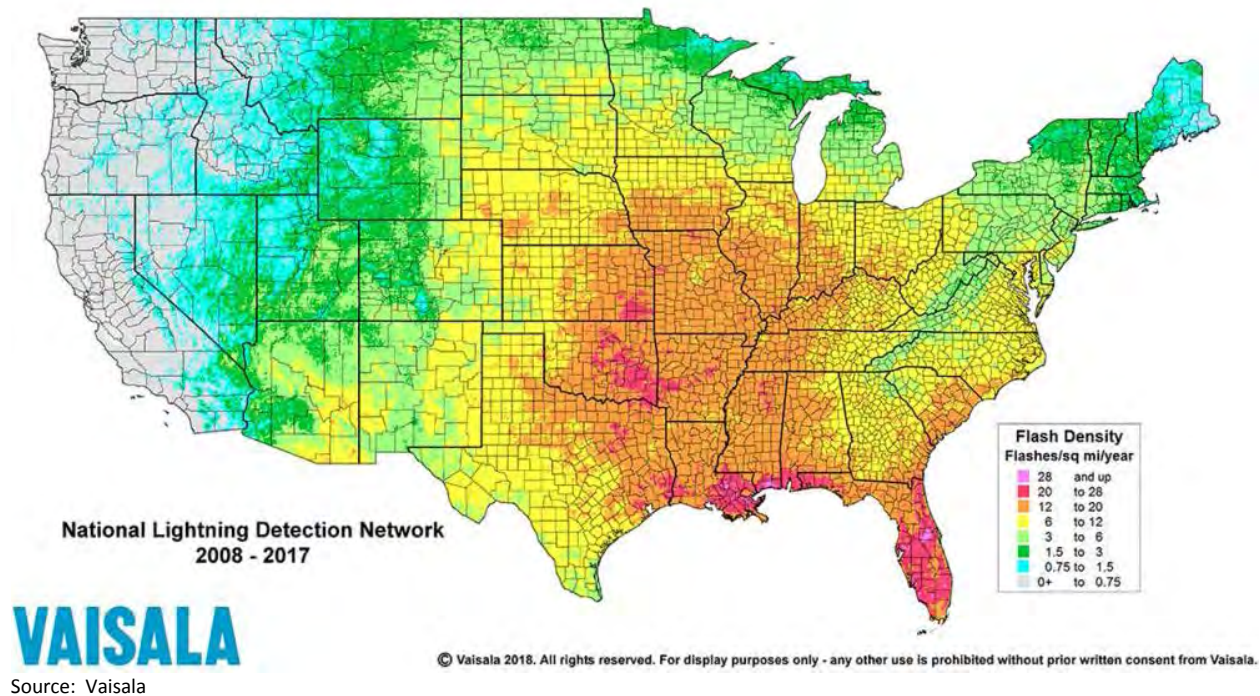 National Lightning Detection Network
2008 - 2017
Flash Density
Flashes/sq mi/year
28 and up
20 to 28
12 to 20
6 to 12
3 to 6
1.5 to 3
0.75 to 1.5
0+ to 0.75
VAISALA
© Vaisala 2018. All rights reserved. For display purposes only - any other use is prohibited without prior written consent from Vaisala.
Source: Vaisala